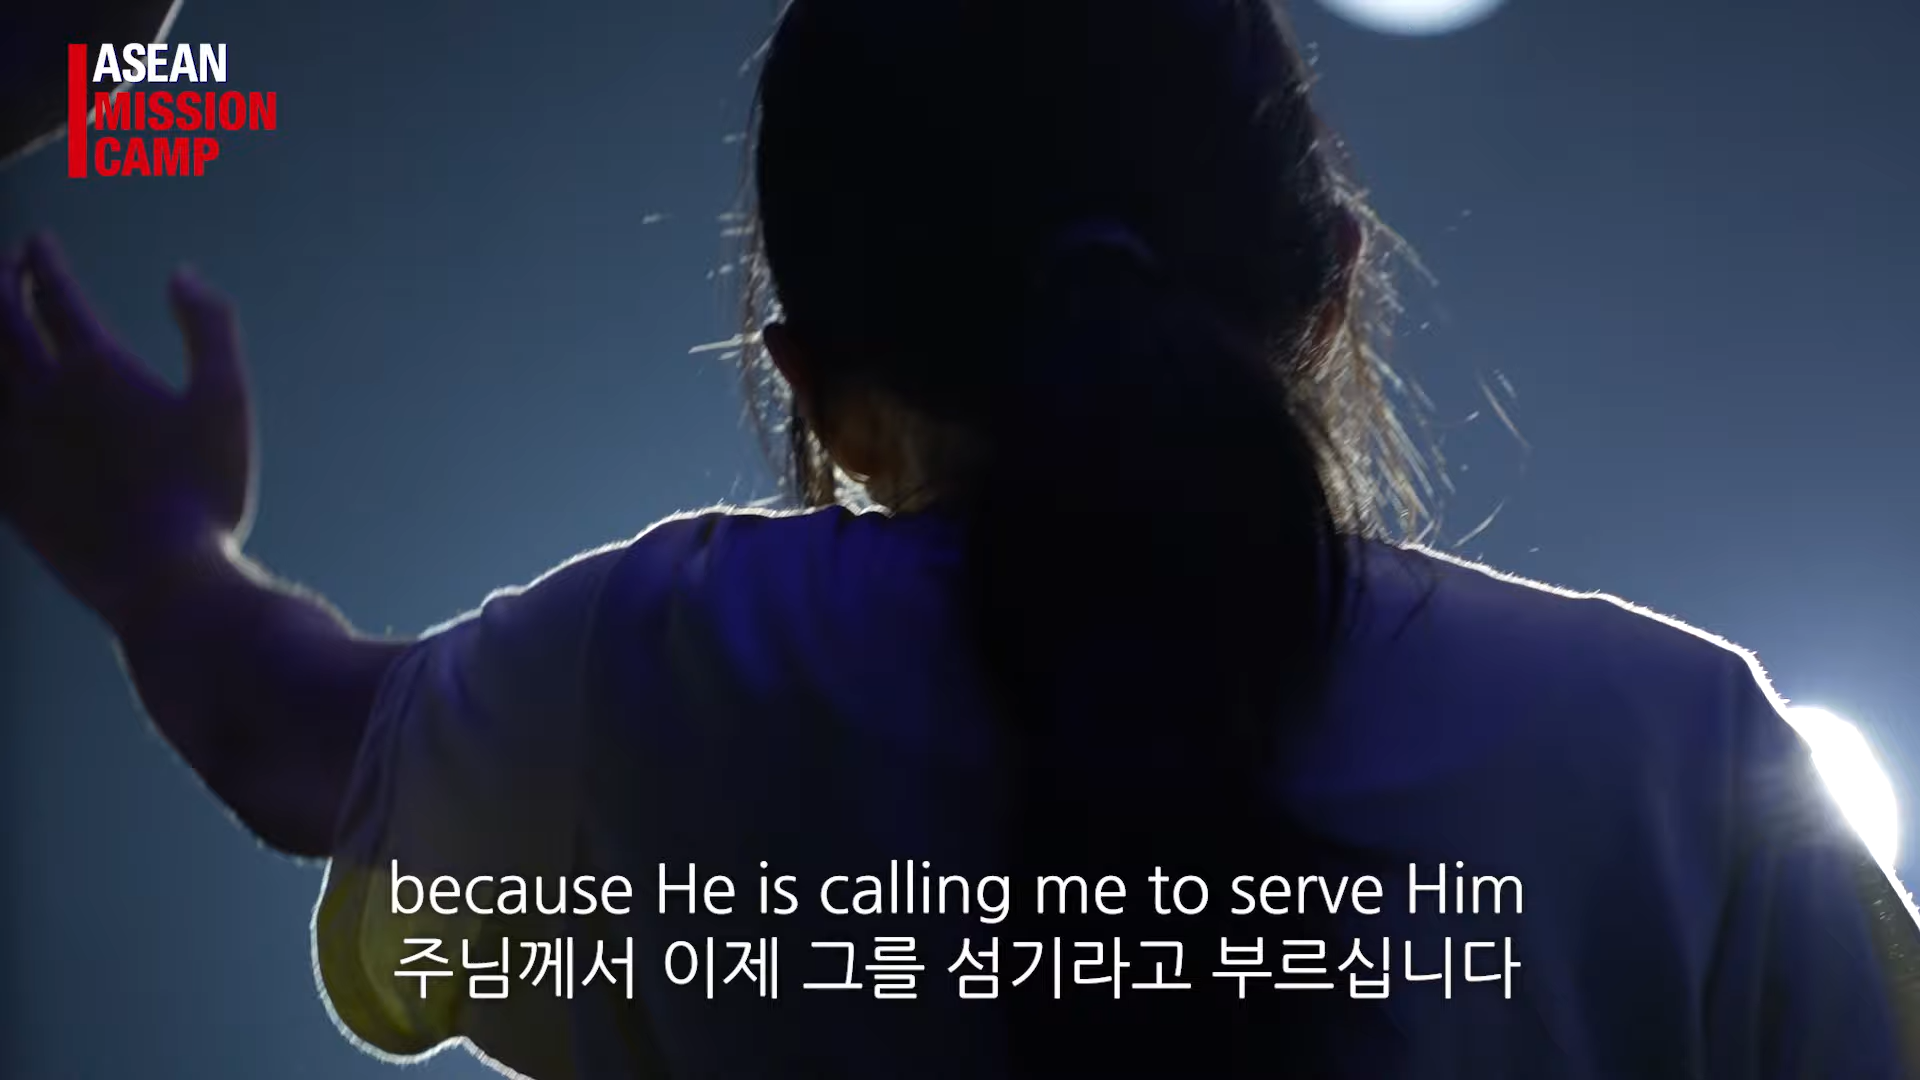 ASEAN
MISSION
CAMP
because He is calling me to serve Him
주님께서 이제 그를 섬기라고 부르십니다